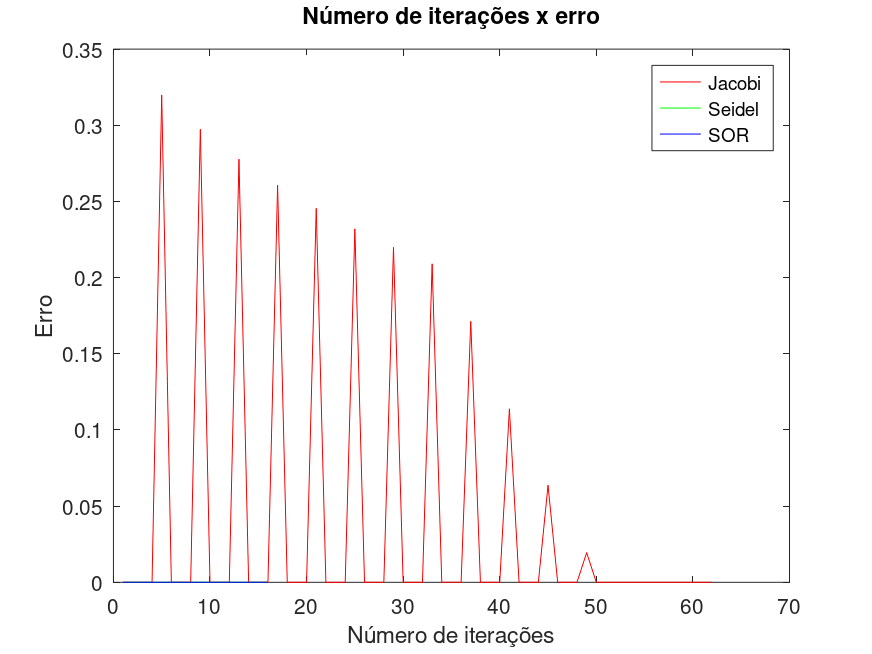 Número de iterações x erro
0.35
0.3
0.25
0.2
0.15
0.1
0.05
0
Erro
Jacobi
Seidel
SOR
0 10 20 30 40 50 60 70
Número de iterações